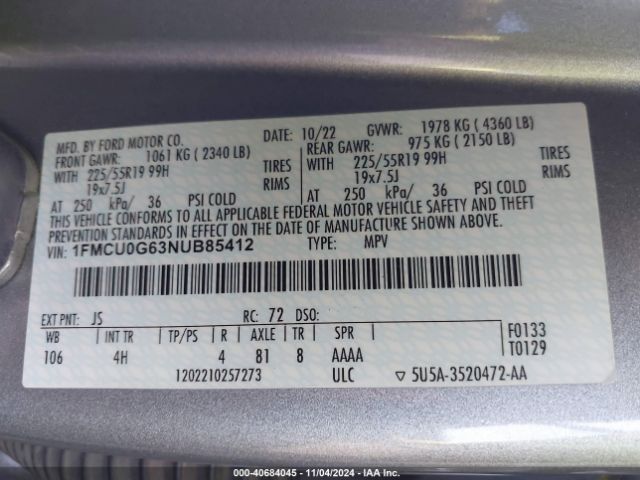 MFD. BY FORD MOTOR CO. DATE: 10/22 GVWR: 1978 KG ( 4360 LB)
FRONT GAWR: 1061 KG ( 2340 LB) REAR GAWR: 975 KG ( 2150 LB)
WITH 225/55R19 99H TIRES WITH 225/55R19 99H TIRES
19x7.5J RIMS 19x7.5J RIMS
AT 250 kPa/ 36 PSI COLD AT 250 kPa/ 36 PSI COLD
THIS VEHICLE CONFORMS TO ALL APPLICABLE FEDERAL MOTOR VEHICLE SAFETY AND THEFT
PREVENTION STANDARDS IN EFFECT ON THE DATE OF MANUFACTURE SHOWN ABOVE.
VIN: 1FMCU0G63NUB85412 TYPE: MPV
EXT PNT: JS RC: 72 DSO:
WB INT TR TP/PS R AXLE TR SPR F0133
106 4H 4 81 8 AAAA T0129
1202210257273 ULC ▽ 5U5A-3520472-AA
000-40684045 - 11/04/2024 - IAA Inc.